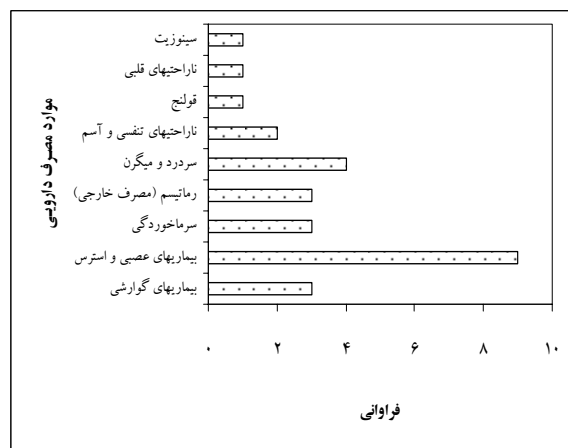 موارد مصرف دارویی
سینوزیت
ناراحتیهای قلبی
قولنج
ناراحتیهای تنفسی و آسم
سردرد و میگرن
رماتیسم (مصرف خارجی)
سرماخوردگی
بیماریهای عصبی و استرس
بیماریهای گوارشی
۰ ۲ ۴ ۶ ۸ ۱۰
فراوانی